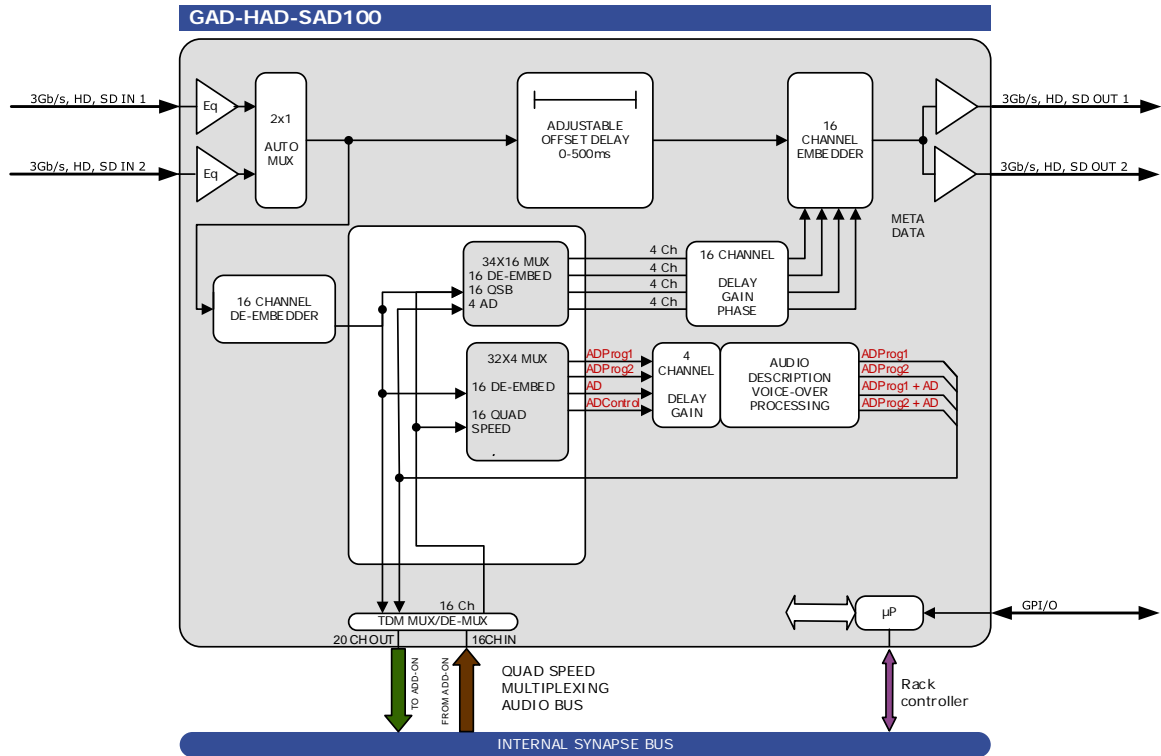 GAD-HAD-SAD100
3Gb/s, HD, SD IN 1
Eq
3Gb/s, HD, SD IN 2
Eq
2x1
AUTO
MUX
ADJUSTABLE
OFFSET DELAY
0-500ms
16
CHANNEL
EMBEDDER
3Gb/s, HD, SD OUT 1
3Gb/s, HD, SD OUT 2
META
DATA
16 CHANNEL
DE-EMBEDDER
34X16 MUX
16 DE-EMBED
16 QSB
4 AD
4 Ch
4 Ch
4 Ch
4 Ch
16 CHANNEL
DELAY
GAIN
PHASE
32X4 MUX
16 DE-EMBED
16 QUAD
SPEED
.
ADProg1
ADProg2
AD
ADControl
4
CHANNEL
DELAY
GAIN
AUDIO
DESCRIPTION
VOICE-OVER
PROCESSING
ADProg1
ADProg2
ADProg1 + AD
ADProg2 + AD
16 Ch
TDM MUX/DE-MUX
20 CH OUT
16CH IN
TO ADD-ON
FROM ADD-ON
QUAD SPEED
MULTIPLEXING
AUDIO BUS
µP
GPI/O
Rack
controller
INTERNAL SYNAPSE BUS